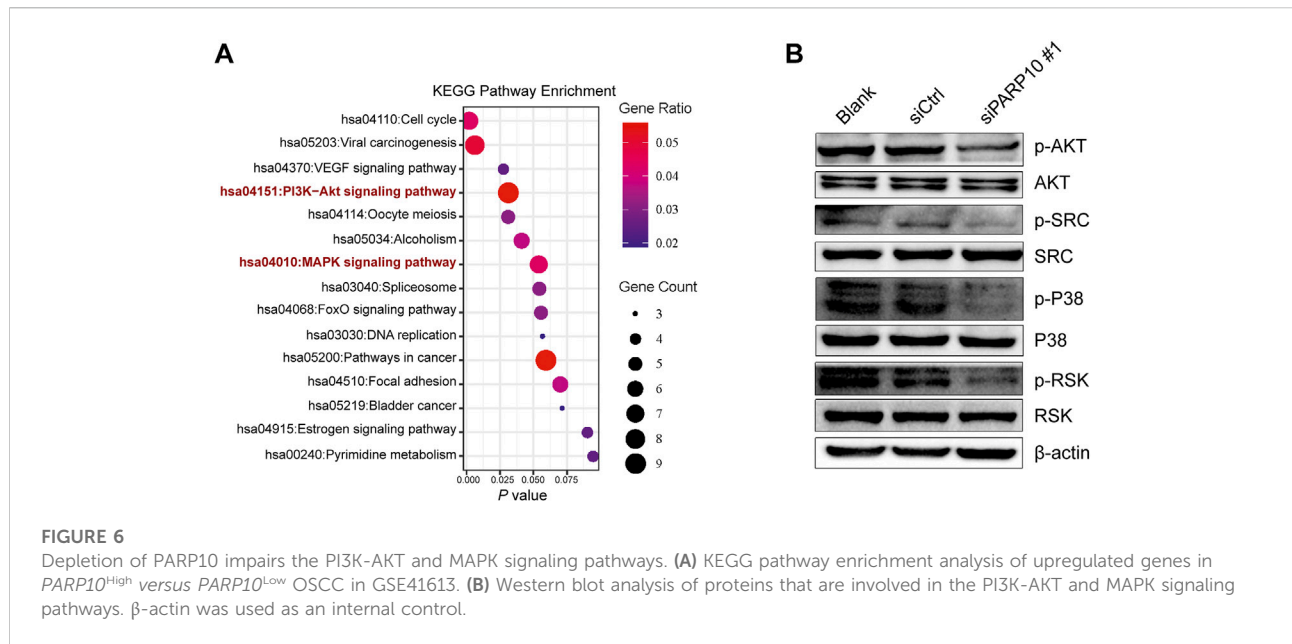 A
KEGG Pathway Enrichment
hsa04110:Cell cycle
hsa05203:Viral carcinogenesis
hsa04370:VEGF signaling pathway
hsa04151:PI3K−Akt signaling pathway
hsa04114:Oocyte meiosis
hsa05034:Alcoholism
hsa04010:MAPK signaling pathway
hsa03040:Spliceosome
hsa04068:FoxO signaling pathway
hsa03030:DNA replication
hsa05200:Pathways in cancer
hsa04510:Focal adhesion
hsa05219:Bladder cancer
hsa04915:Estrogen signaling pathway
hsa00240:Pyrimidine metabolism
0.000 0.025 0.050 0.075
P value
Gene Ratio
0.05
0.04
0.03
0.02
Gene Count
3
4
5
6
7
8
9
B
Blank siCtrl siPARP10 #1
p-AKT
AKT
p-SRC
SRC
p-P38
P38
p-RSK
RSK
β-actin
FIGURE 6
Depletion of PARP10 impairs the PI3K-AKT and MAPK signaling pathways. (A) KEGG pathway enrichment analysis of upregulated genes in
PARP10High versus PARP10Low OSCC in GSE41613. (B) Western blot analysis of proteins that are involved in the PI3K-AKT and MAPK signaling
pathways. β-actin was used as an internal control.